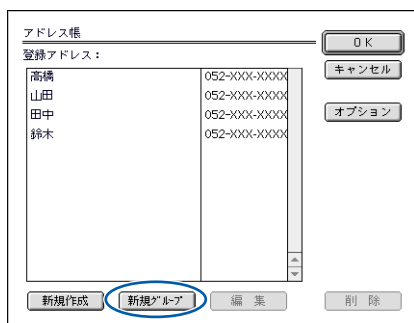 アドレス帳
登録アドレス：
高橋 052-XXX-XXXX
山田 052-XXX-XXXX
田中 052-XXX-XXXX
鈴木 052-XXX-XXXX
OK
キャンセル
オプション
新規作成 新規ｸﾞﾙｰﾌﾟ 編 集 削 除